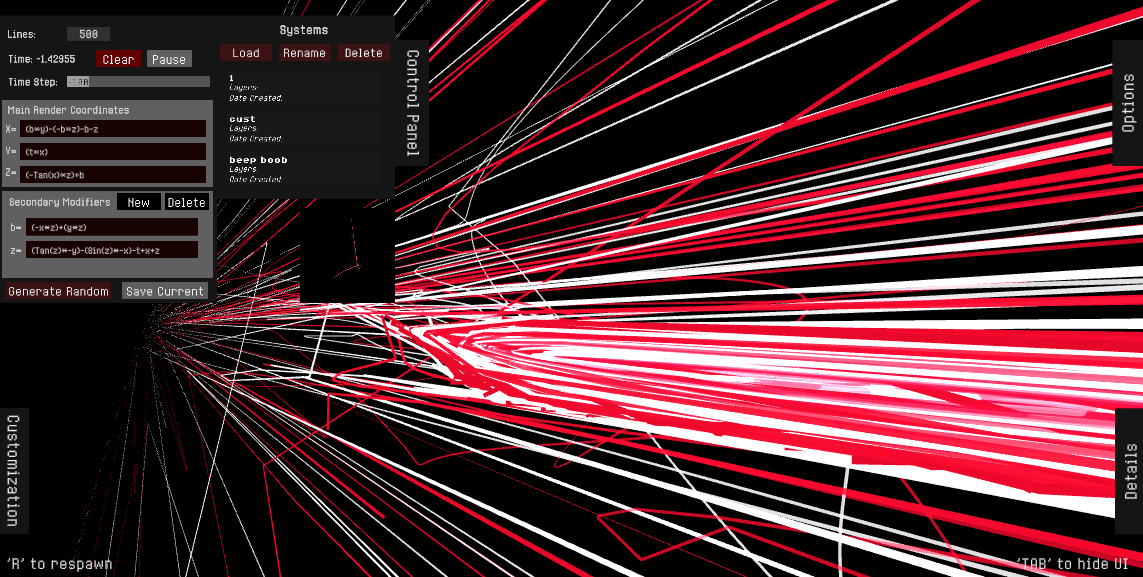 Lines: 500
Time: -1.42955 Clear Pause
Time Step: -1.00
Main Render Coordinates
X= (b*y)-(-b*z)-b-z
Y= (t*x)
Z= (-Tan(x)*z)+b
Secondary Modifiers New Delete
b= (-x*z)+(y*z)
z= (Tan(z)*-y)-(Sin(z)*-x)-t+x+z
Generate Random Save Current
Systems
Load Rename Delete
1
Layers:
Date Created:
cust
Layers:
Date Created:
beep boob
Layers:
Date Created:
Control Panel
Options
Customization
Details
'R' to respawn
'TAB' to hide UI